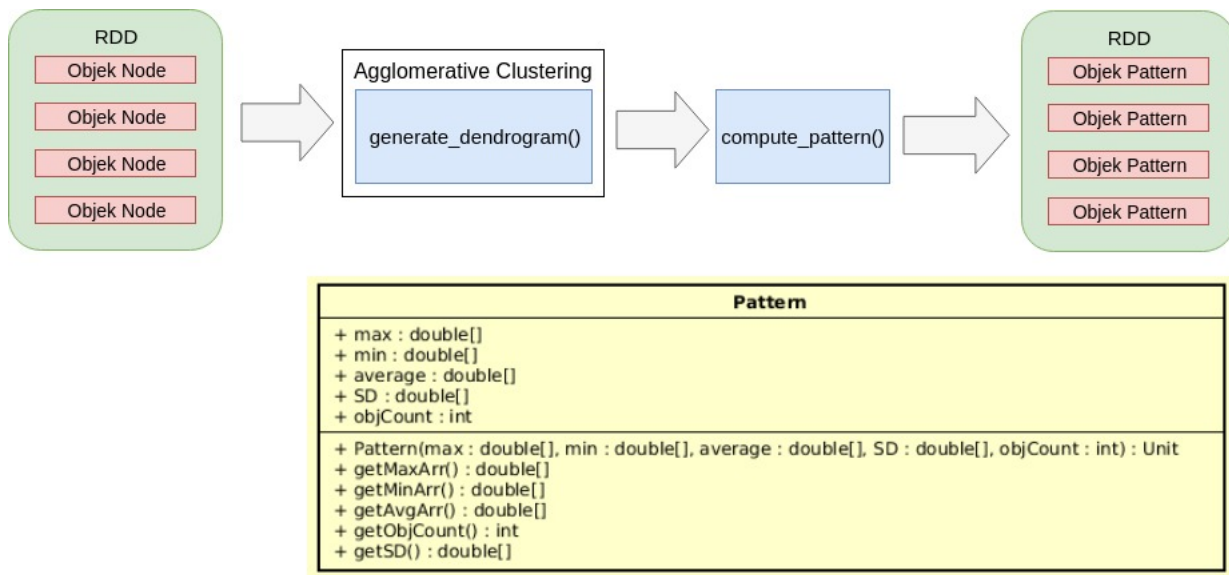 RDD
Objek Node
Objek Node
Objek Node
Objek Node
Agglomerative Clustering
generate_dendrogram()
compute_pattern()
RDD
Objek Pattern
Objek Pattern
Objek Pattern
Objek Pattern
Pattern
+ max : double[]
+ min : double[]
+ average : double[]
+ SD : double[]
+ objCount : int
+ Pattern(max : double[], min : double[], average : double[], SD : double[], objCount : int) : Unit
+ getMaxArr() : double[]
+ getMinArr() : double[]
+ getAvgArr() : double[]
+ getObjCount() : int
+ getSD() : double[]